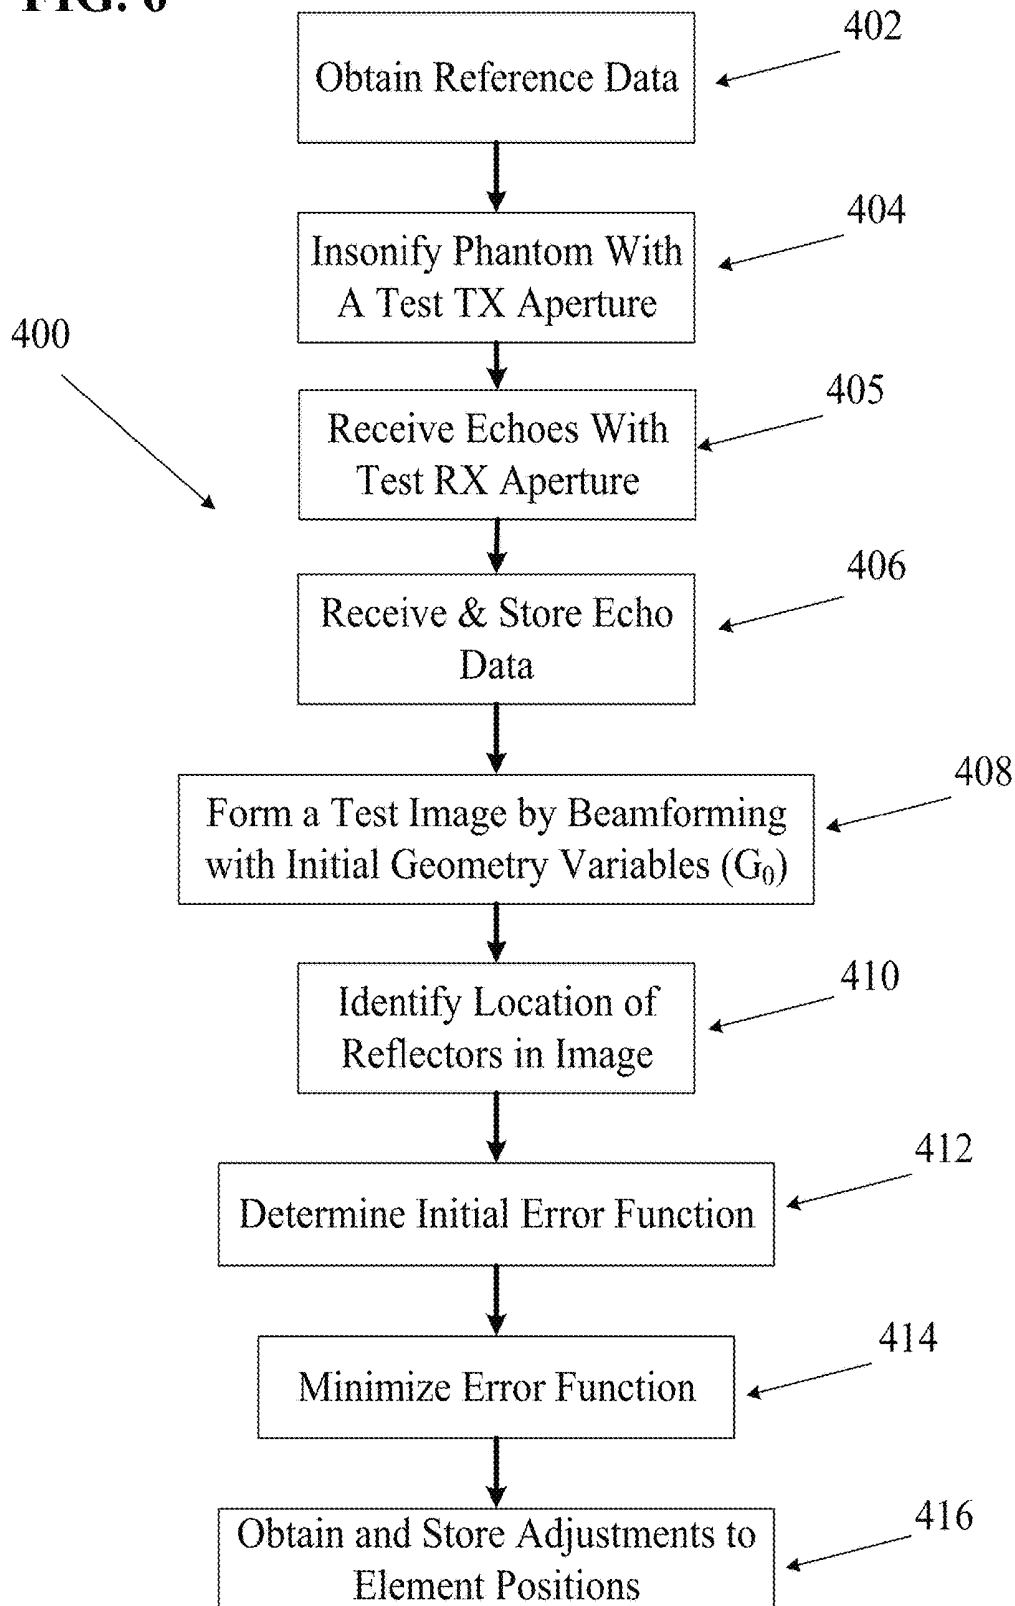 FIG. 6
402
Obtain Reference Data
404
Insonify Phantom With
A Test TX Aperture
400
405
Receive Echoes With
Test RX Aperture
406
Receive & Store Echo
Data
408
Form a Test Image by Beamforming
with Initial Geometry Variables (G₀)
410
Identify Location of
Reflectors in Image
412
Determine Initial Error Function
414
Minimize Error Function
416
Obtain and Store Adjustments to
Element Positions